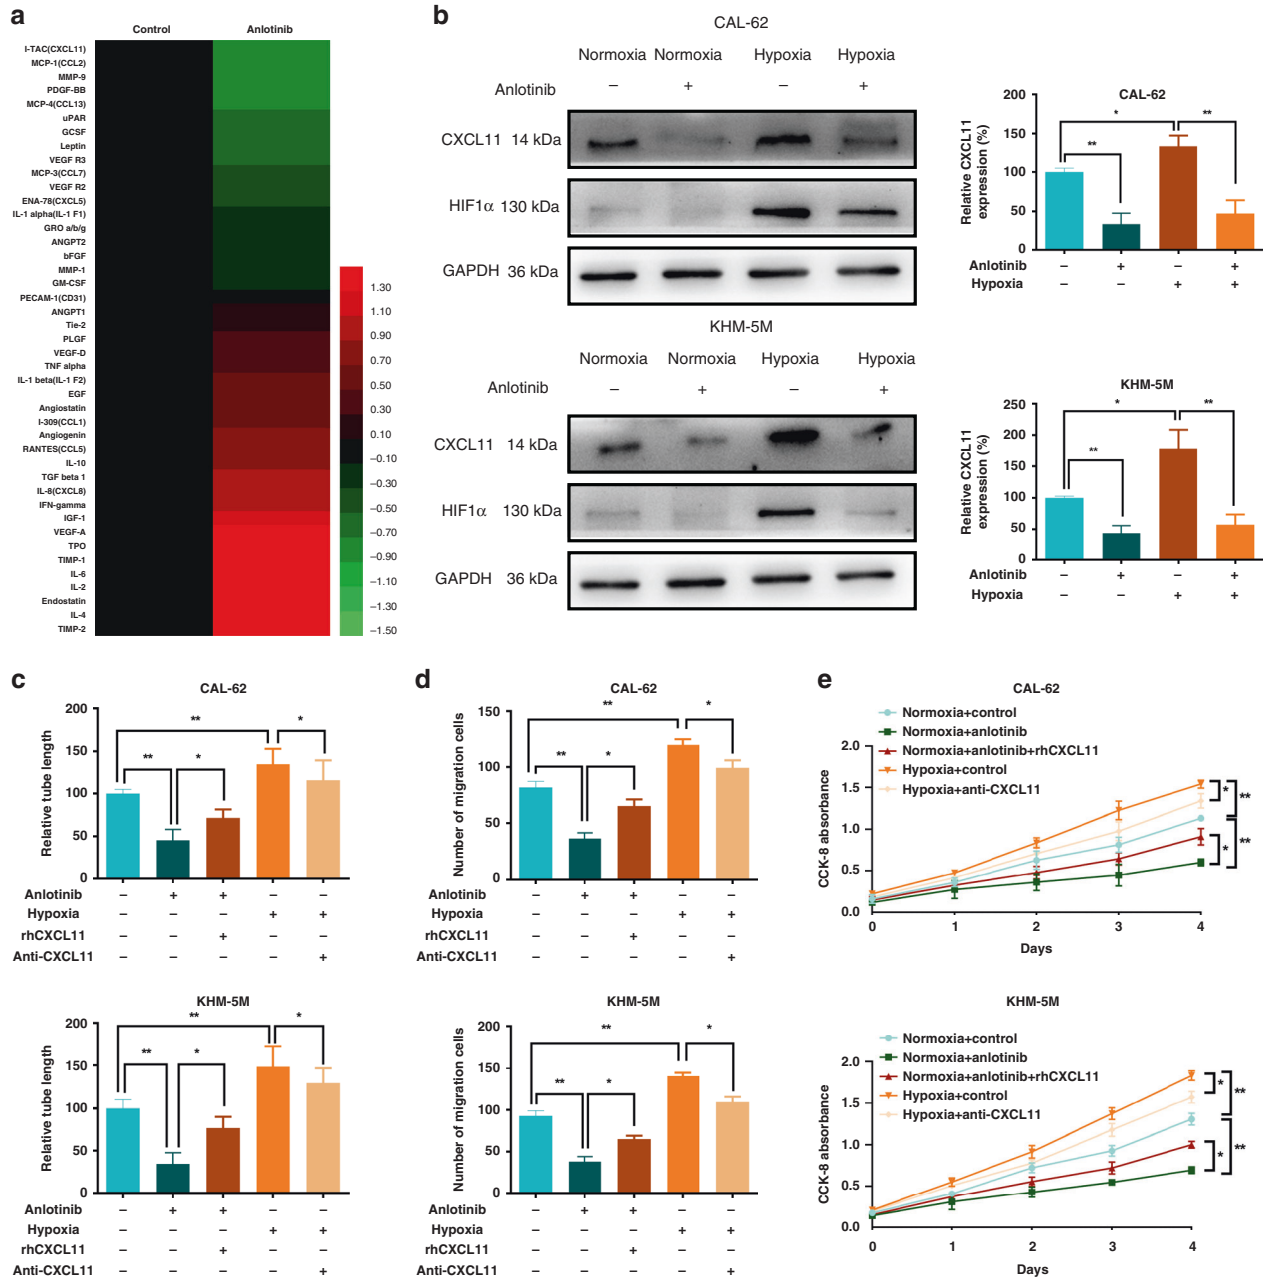 a
Control Anlotinib
I-TAC(CXCL11)
MCP-1(CCL2)
MMP-9
PDGF-BB
MCP-4(CCL13)
uPAR
GCSF
Leptin
VEGF R3
MCP-3(CCL7)
VEGF R2
ENA-78(CXCL5)
IL-1 alpha(IL-1 F1)
GRO a/b/g
ANGPT2
bFGF
MMP-1
GM-CSF
PECAM-1(CD31)
ANGPT1
Tie-2
PLGF
VEGF-D
TNF alpha
IL-1 beta(IL-1 F2)
EGF
Angiostatin
I-309(CCL1)
Angiogenin
RANTES(CCL5)
IL-10
TGF beta 1
IL-8(CXCL8)
IFN-gamma
IGF-1
VEGF-A
TPO
TIMP-1
IL-6
IL-2
Endostatin
IL-4
TIMP-2
1.30
1.10
0.90
0.70
0.50
0.30
0.10
−0.10
−0.30
−0.50
−0.70
−0.90
−1.10
−1.30
−1.50
b
CAL-62
Normoxia Normoxia Hypoxia Hypoxia
Anlotinib − + − +
CXCL11 14 kDa
HIF1α 130 kDa
GAPDH 36 kDa
KHM-5M
Normoxia Normoxia Hypoxia Hypoxia
Anlotinib − + − +
CXCL11 14 kDa
HIF1α 130 kDa
GAPDH 36 kDa
CAL-62
Relative CXCL11
expression (%)
200
150
100
50
0
* **
**
Anlotinib − + − +
Hypoxia − − + +
KHM-5M
Relative CXCL11
expression (%)
250
200
150
100
50
0
* **
**
Anlotinib − + − +
Hypoxia − − + +
c
CAL-62
Relative tube length
200
150
100
50
0
** *
** *
Anlotinib − + + − −
Hypoxia − − − + +
rhCXCL11 − − + − −
Anti-CXCL11 − − − − +
KHM-5M
Relative tube length
200
150
100
50
0
** *
** *
Anlotinib − + + − −
Hypoxia − − − + +
rhCXCL11 − − + − −
Anti-CXCL11 − − − − +
d
CAL-62
Number of migration cells
150
100
50
0
** *
** *
Anlotinib − + + − −
Hypoxia − − − + +
rhCXCL11 − − + − −
Anti-CXCL11 − − − − +
KHM-5M
Number of migration cells
200
150
100
50
0
** *
** *
Anlotinib − + + − −
Hypoxia − − − + +
rhCXCL11 − − + − −
Anti-CXCL11 − − − − +
e
CAL-62
Normoxia+control
Normoxia+anlotinib
Normoxia+anlotinib+rhCXCL11
Hypoxia+control
Hypoxia+anti-CXCL11
CCK-8 absorbance
2.0
1.5
1.0
0.5
0.0
* **
* **
0 1 2 3 4
Days
KHM-5M
Normoxia+control
Normoxia+anlotinib
Normoxia+anlotinib+rhCXCL11
Hypoxia+control
Hypoxia+anti-CXCL11
CCK-8 absorbance
2.0
1.5
1.0
0.5
0.0
* **
* **
0 1 2 3 4
Days